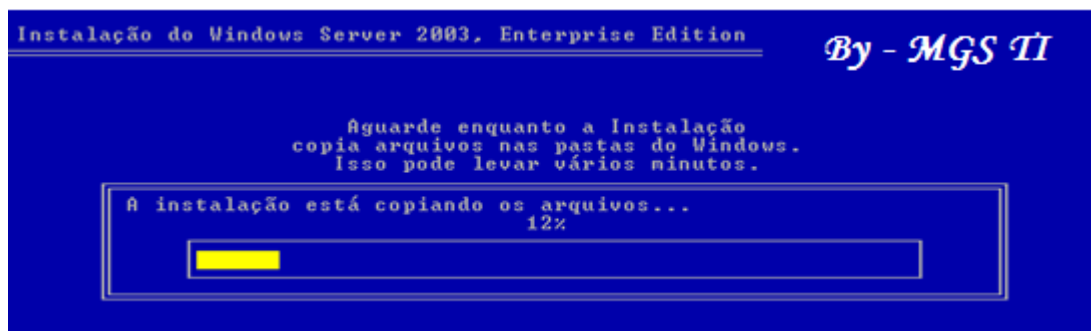 Instalação do Windows Server 2003, Enterprise Edition
By - MGS TI
Aguarde enquanto a Instalação
copia arquivos nas pastas do Windows.
Isso pode levar vários minutos.
A instalação está copiando os arquivos...
12%